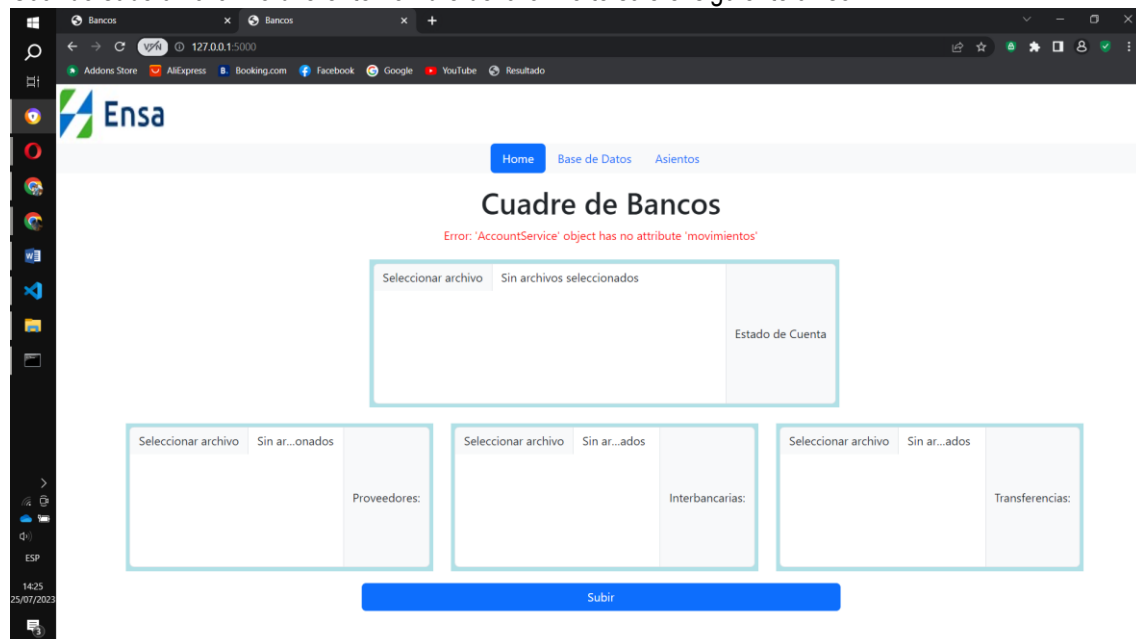 Bancos
Bancos
127.0.0.1:5000
Addons Store AliExpress Booking.com Facebook Google YouTube Resultado
Ensa
Home Base de Datos Asientos
Cuadre de Bancos
Error: 'AccountService' object has no attribute 'movimientos'
Seleccionar archivo Sin archivos seleccionados
Estado de Cuenta
Seleccionar archivo Sin ar...onados
Proveedores:
Seleccionar archivo Sin ar...ados
Interbancarias:
Seleccionar archivo Sin ar...ados
Transferencias:
Subir
ESP
14:25
25/07/2023